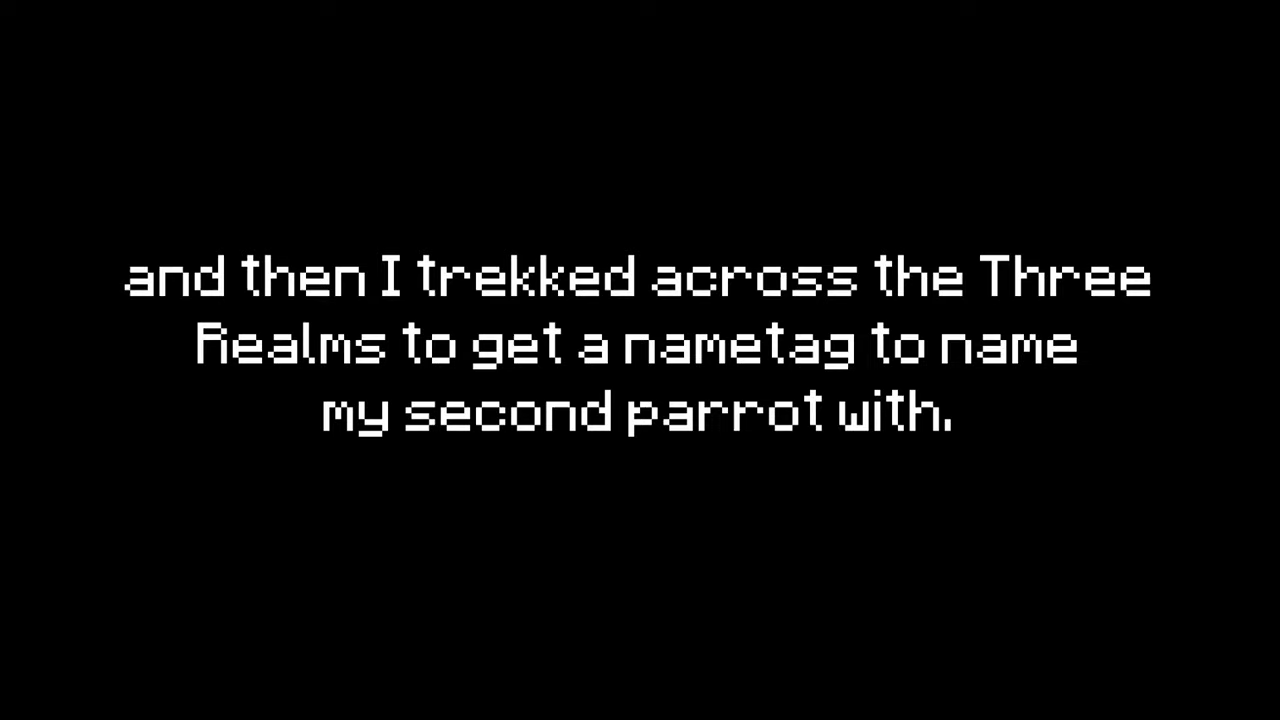 and then I trekked across the Three
Realms to get a nametag to name
my second parrot with.